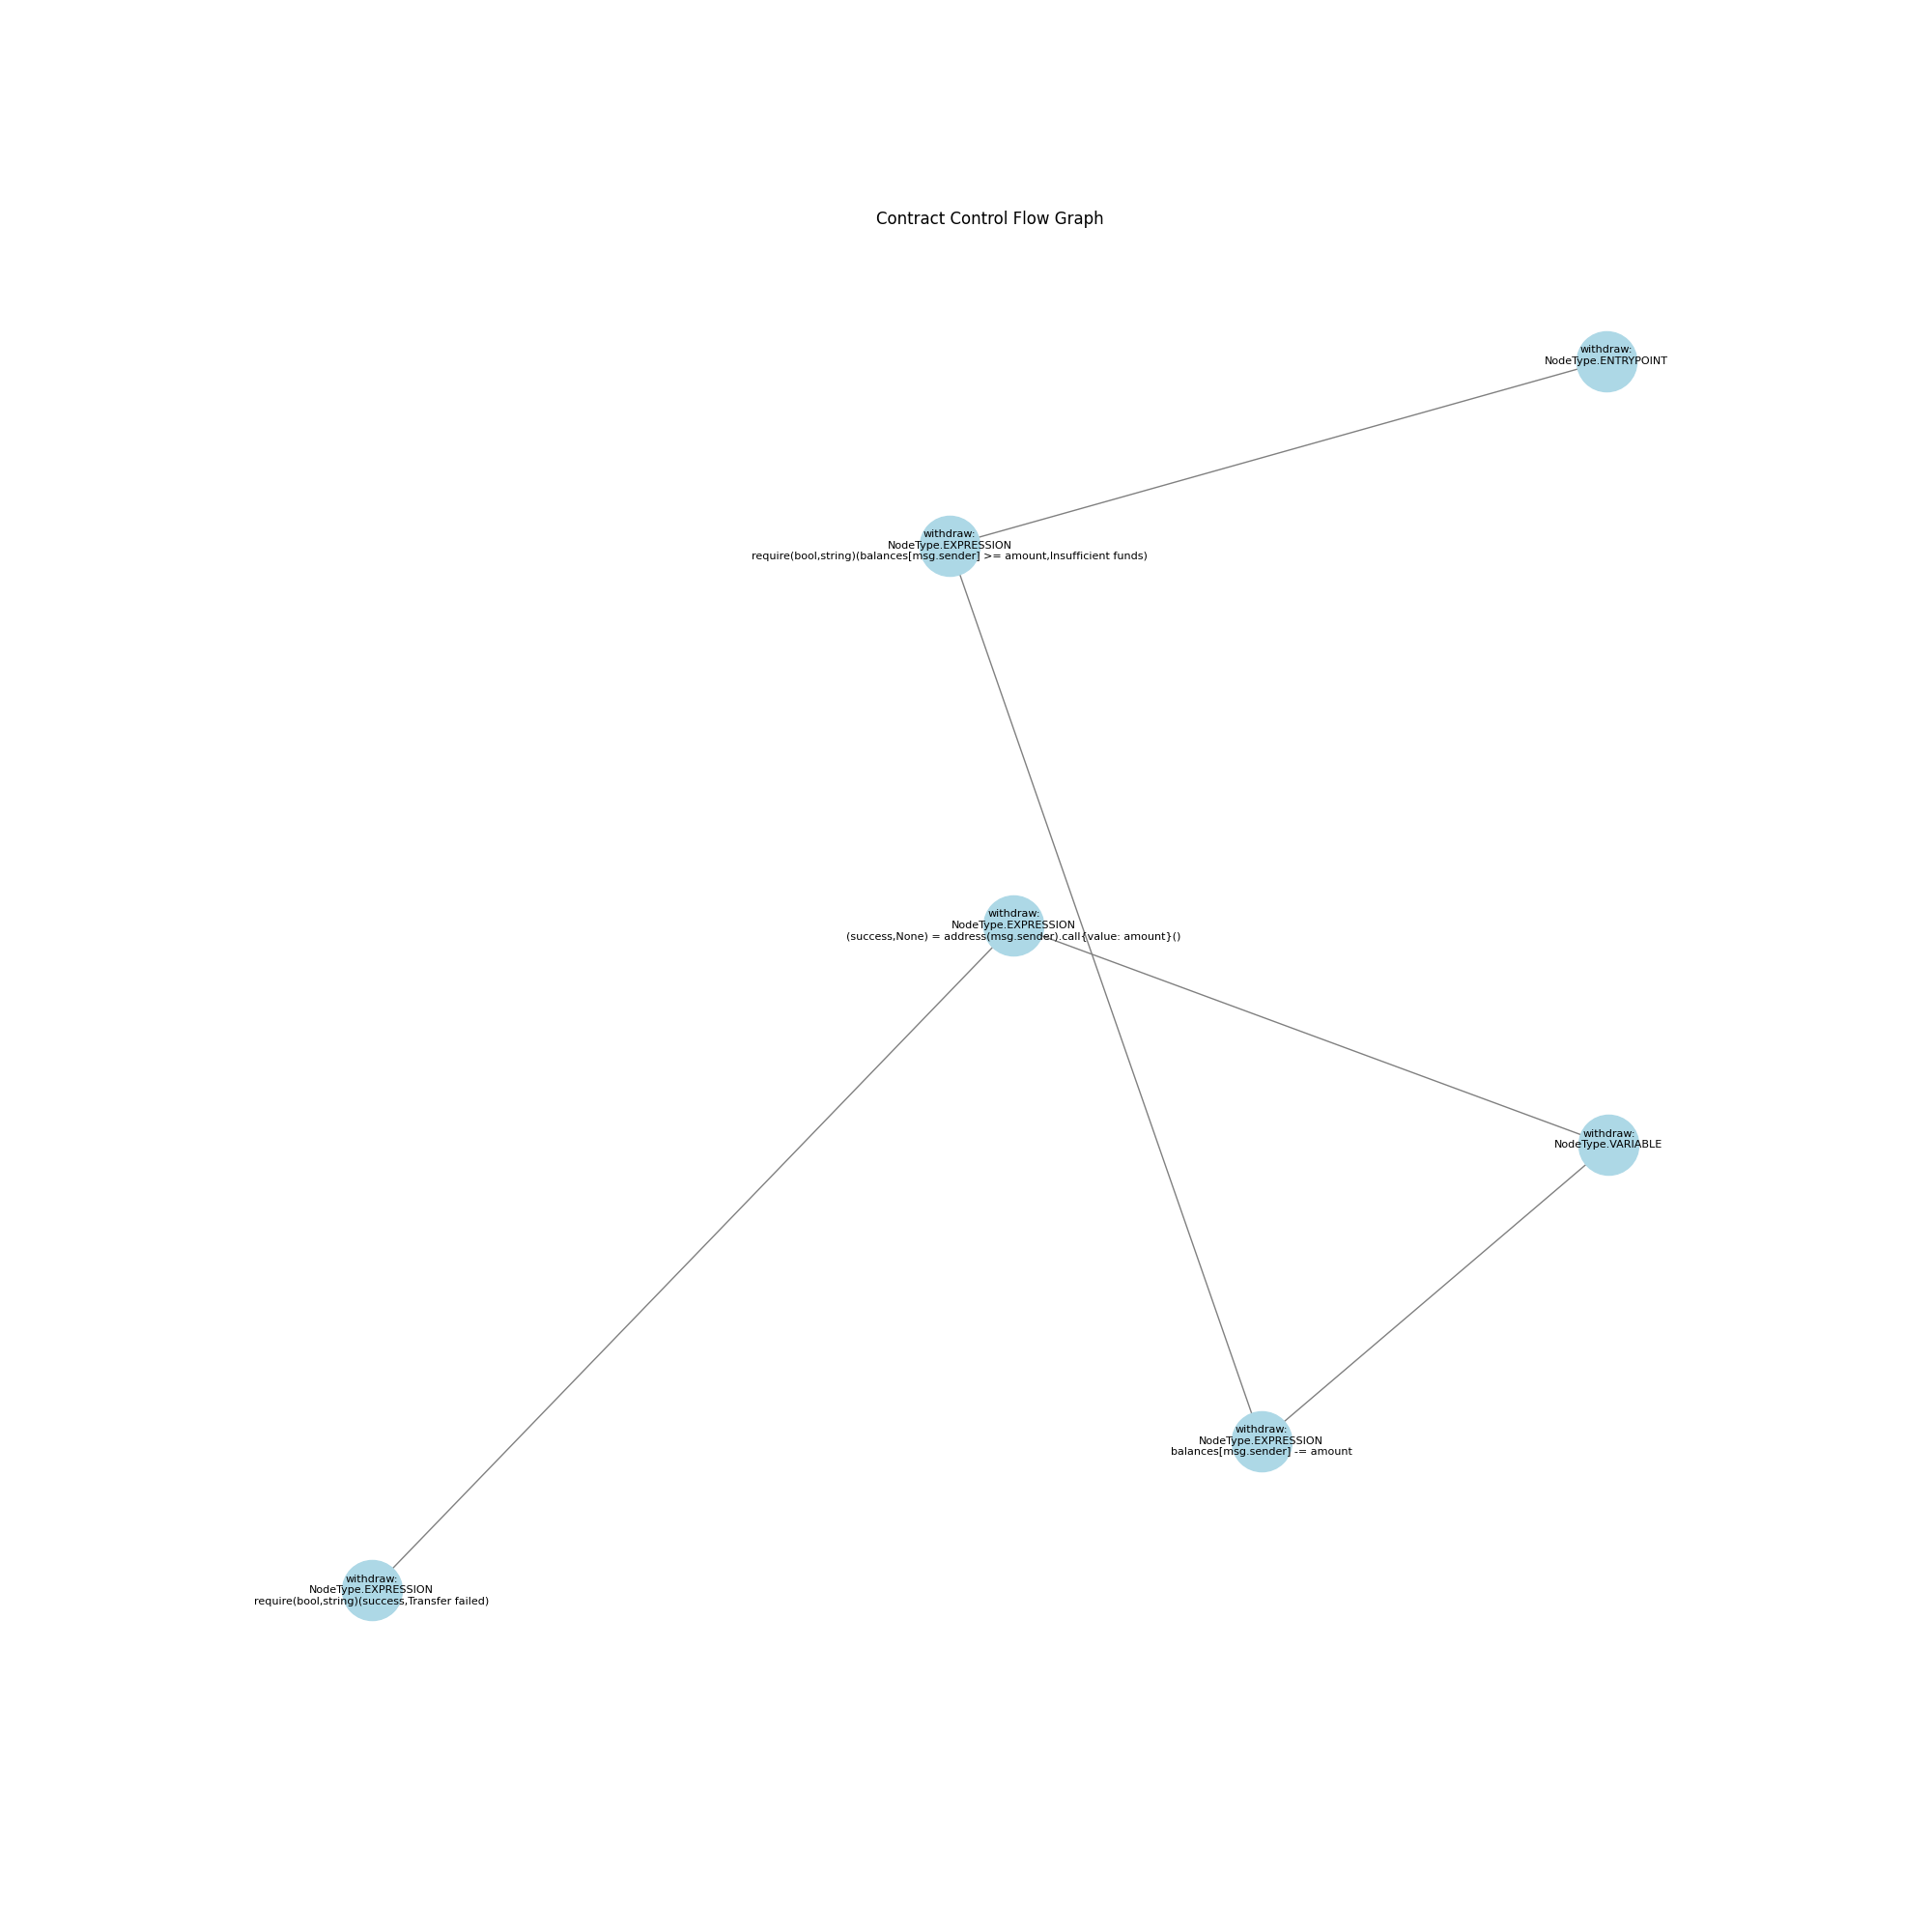 Contract Control Flow Graph
withdraw:
NodeType.ENTRYPOINT
withdraw:
NodeType.EXPRESSION
require(bool,string)(balances[msg.sender] >= amount,Insufficient funds)
withdraw:
NodeType.EXPRESSION
(success,None) = address(msg.sender).call{value: amount}()
withdraw:
NodeType.VARIABLE
withdraw:
NodeType.EXPRESSION
balances[msg.sender] -= amount
withdraw:
NodeType.EXPRESSION
require(bool,string)(success,Transfer failed)